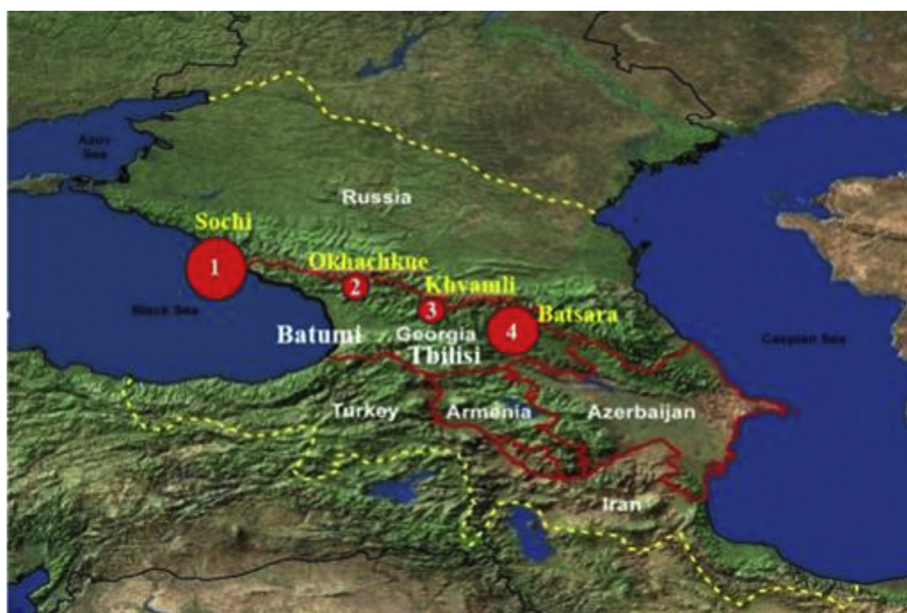 Azov
Sea
Russia
Sochi
1
Okhachkue
2
Khvamli
3
Black Sea
Batsara
4
Batumi
Georgia
Tbilisi
Caspian Sea
Turkey
Armenia
Azerbaijan
Iran